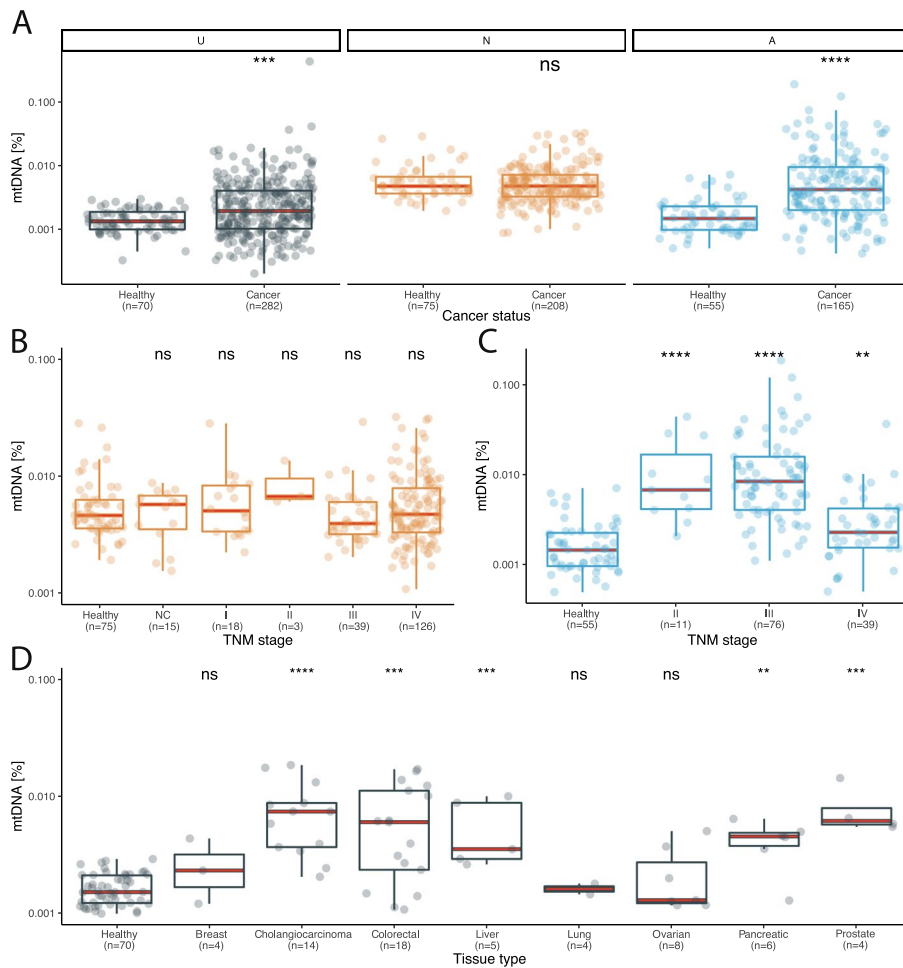 A
U
N
A
***
ns
****
mtDNA [%]
0.100
0.010
0.001
Healthy
(n=70)
Cancer
(n=282)
Healthy
(n=75)
Cancer
(n=208)
Healthy
(n=55)
Cancer
(n=165)
Cancer status
B
ns
ns
ns
ns
ns
mtDNA [%]
0.100
0.010
0.001
Healthy
(n=75)
NC
(n=15)
I
(n=18)
II
(n=3)
III
(n=39)
IV
(n=126)
TNM stage
C
****
****
**
mtDNA [%]
0.100
0.010
0.001
Healthy
(n=55)
II
(n=11)
III
(n=76)
IV
(n=39)
TNM stage
D
ns
****
***
***
ns
ns
**
***
mtDNA [%]
0.100
0.010
0.001
Healthy
(n=70)
Breast
(n=4)
Cholangiocarcinoma
(n=14)
Colorectal
(n=18)
Liver
(n=5)
Lung
(n=4)
Ovarian
(n=8)
Pancreatic
(n=6)
Prostate
(n=4)
Tissue type